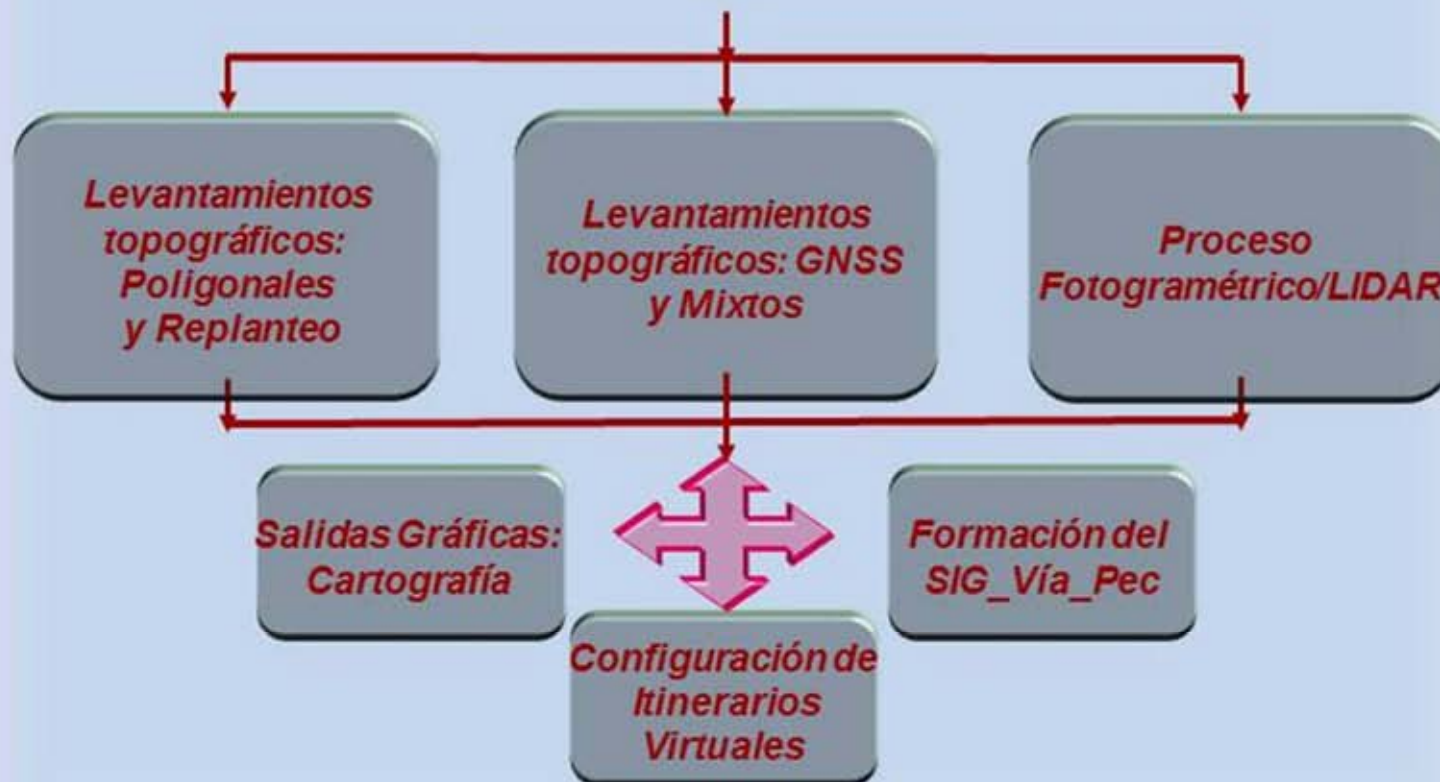 Levantamientos
topográficos:
Poligonales
y Replanteo
Levantamientos
topográficos: GNSS
y Mixtos
Proceso
Fotogramétrico/LIDAR
Salidas Gráficas:
Cartografía
Formación del
SIG_Vía_Pec
Configuración de
Itinerarios
Virtuales